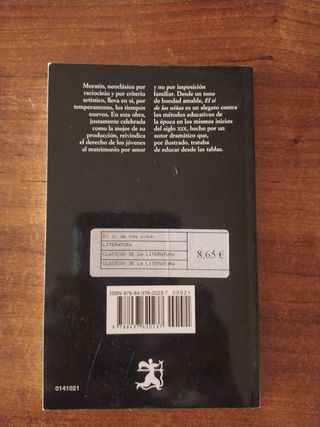 Moratín, neoclásico por
raciocinio y por criterio
artístico, lleva en sí, por
temperamento, los tiempos
nuevos. En esta obra,
justamente celebrada
como la mejor de su
producción, reivindica
el derecho de los jóvenes
al matrimonio por amor
y no por imposición
familiar. Desde un tono
de bondad amable, El sí
de las niñas es un alegato contra
los métodos educativos de
la época en los mismos inicios
del siglo XIX, hecho por un
autor dramático que,
por ilustrado, trataba
de educar desde las tablas.
El sí de las niñas
LITERATURA
CLASICOS DE LA LITERATURA
CLASICOS DE LA LITERATURA
8,65 €
ISBN 978-84-376-2023-7
00021
9 788437 620237
0141021